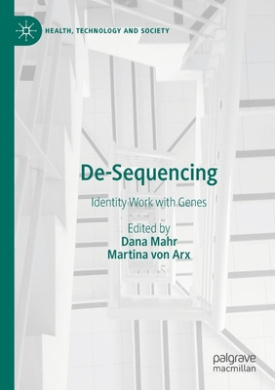 HEALTH, TECHNOLOGY AND SOCIETY
De-Sequencing
Identity Work with Genes
Edited by
Dana Mahr
Martina von Arx
palgrave
macmillan